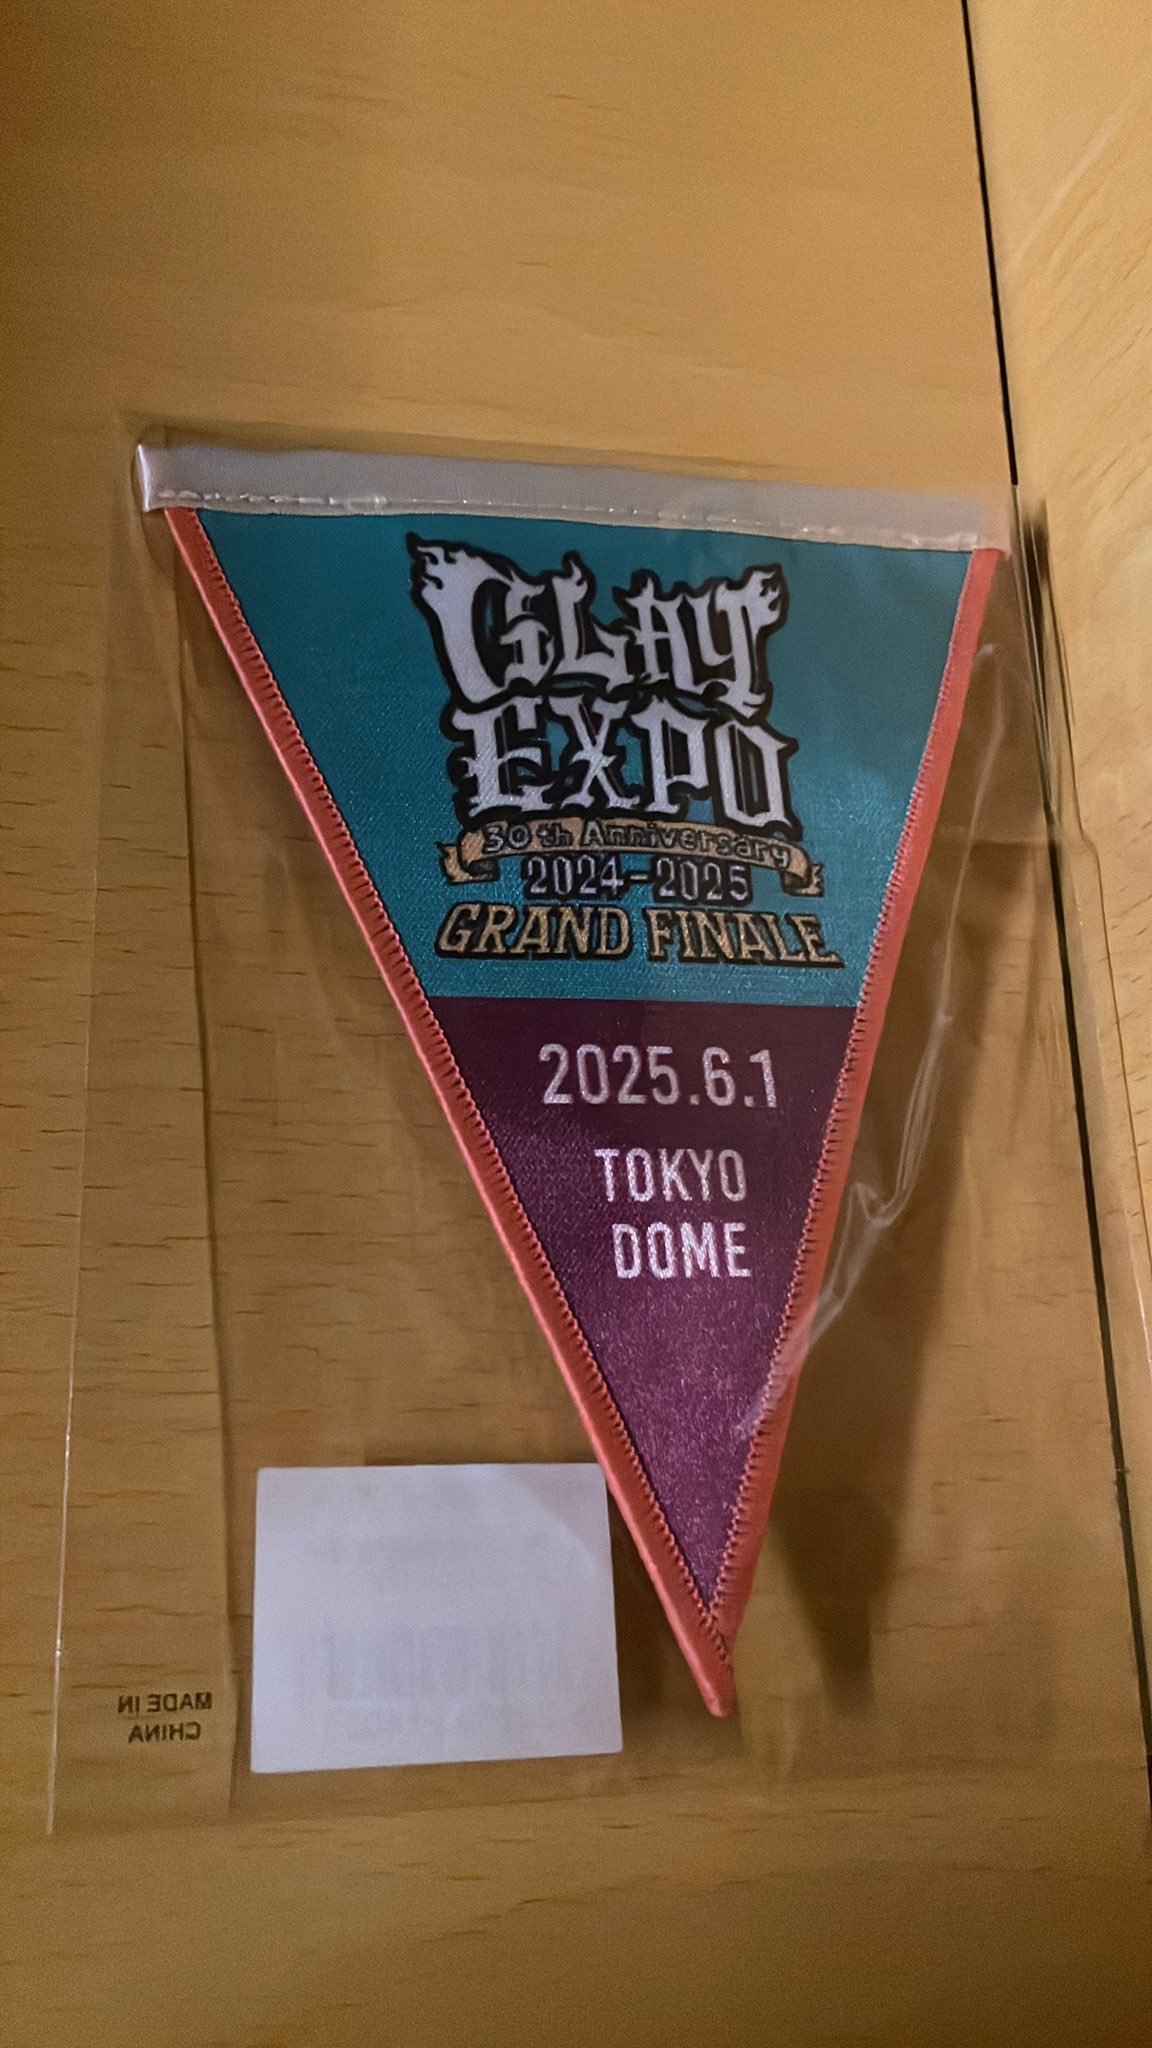 GLAY
EXPO
30th Anniversary
2024-2025
GRAND FINALE
2025.6.1
TOKYO
DOME
MADE IN
CHINA